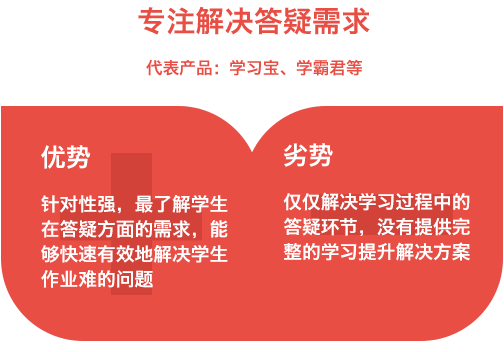 专注解决答疑需求
代表产品：学习宝、学霸君等
优势
针对性强，最了解学生
在答疑方面的需求，能
够快速有效地解决学生
作业难的问题
劣势
仅仅解决学习过程中的
答疑环节，没有提供完
整的学习提升解决方案